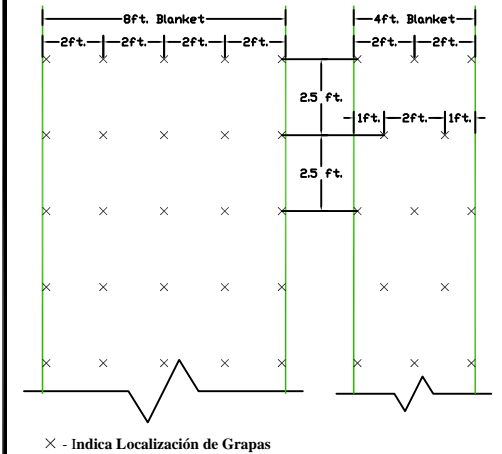 8ft. Blanket
4ft. Blanket
2ft. 2ft. 2ft. 2ft.
2ft. 2ft.
2.5 ft.
1ft. 2ft. 1ft.
2.5 ft.
× - Indica Localización de Grapas